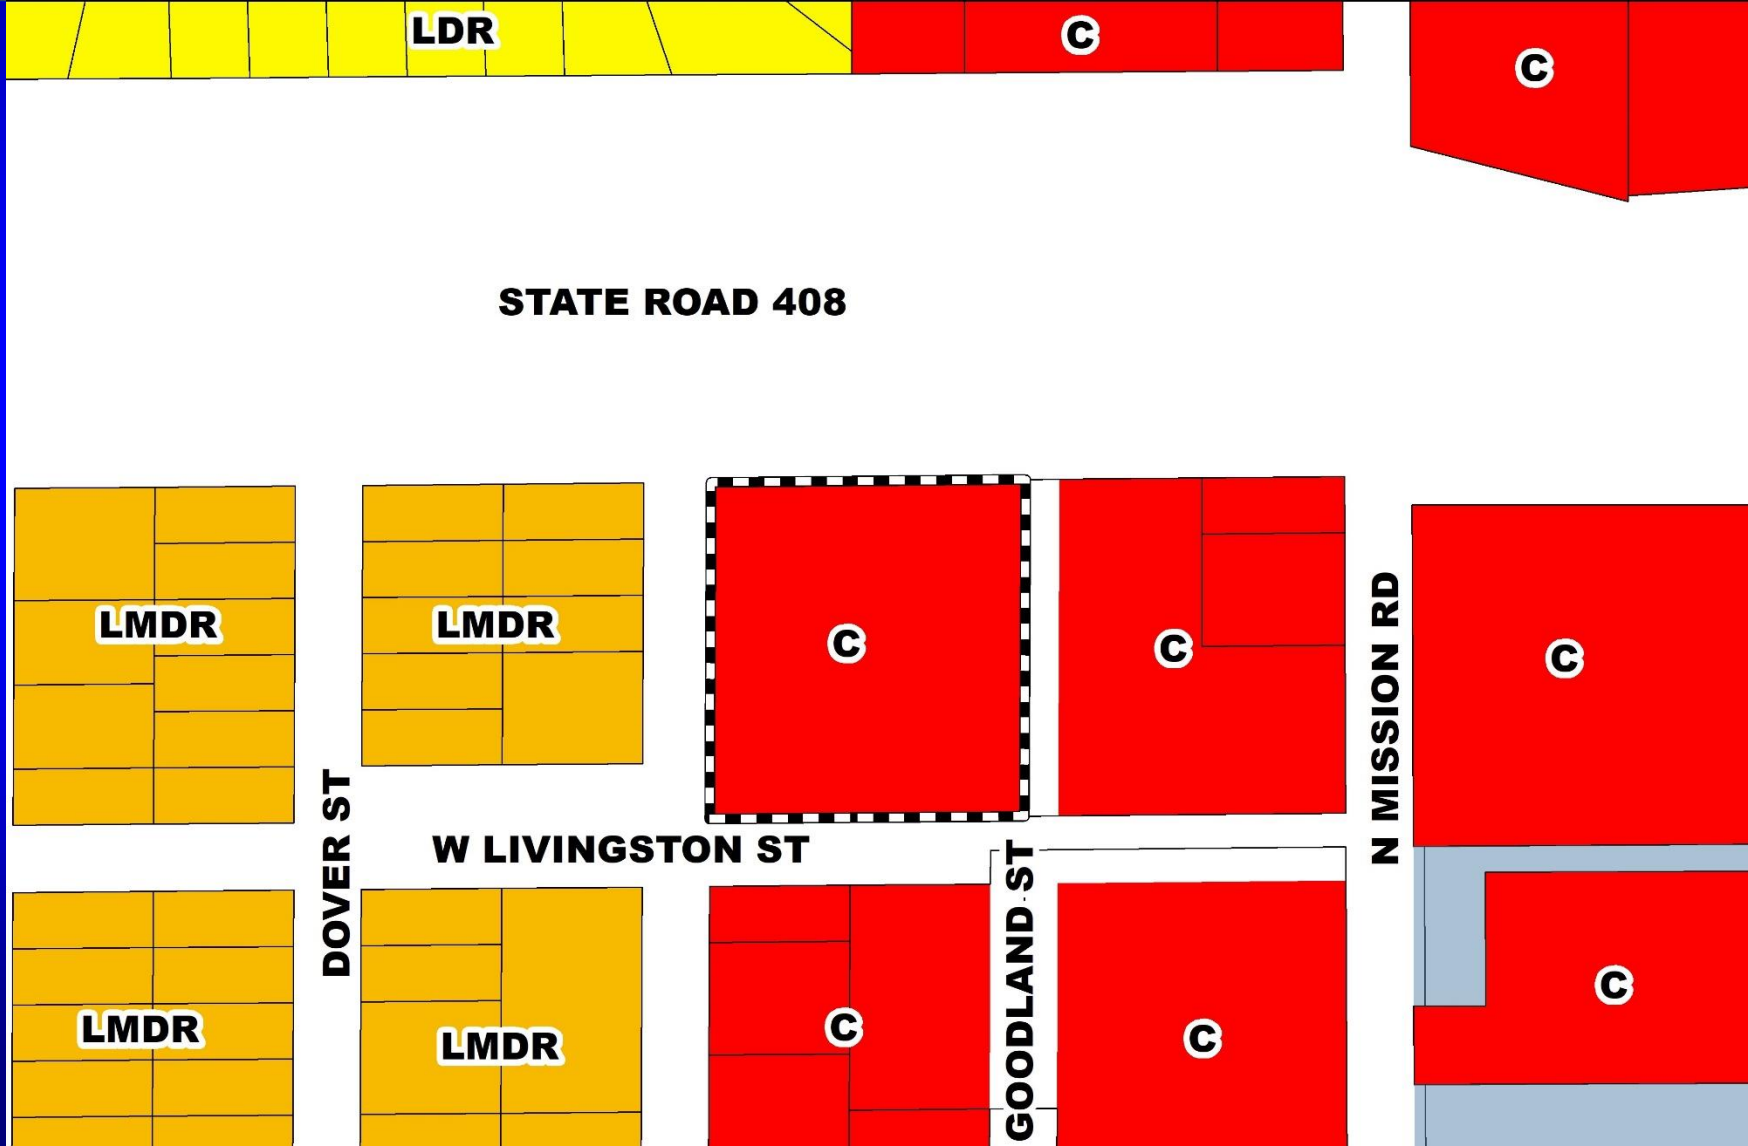 LDR
C
C
STATE ROAD 408
LMDR
LMDR
C
C
C
N MISSION RD
DOVER ST
W LIVINGSTON ST
GOODLAND ST
LMDR
LMDR
C
C
C